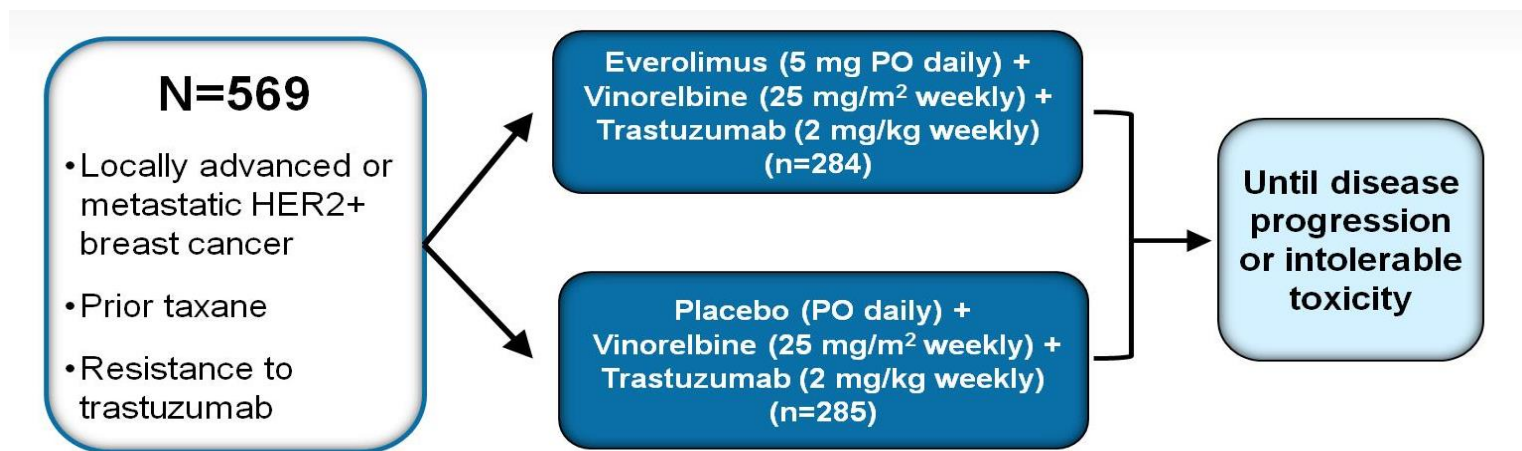 N=569
•Locally advanced or
metastatic HER2+
breast cancer
•Prior taxane
•Resistance to
trastuzumab
Everolimus (5 mg PO daily) +
Vinorelbine (25 mg/m² weekly) +
Trastuzumab (2 mg/kg weekly)
(n=284)
Placebo (PO daily) +
Vinorelbine (25 mg/m² weekly) +
Trastuzumab (2 mg/kg weekly)
(n=285)
Until disease
progression
or intolerable
toxicity